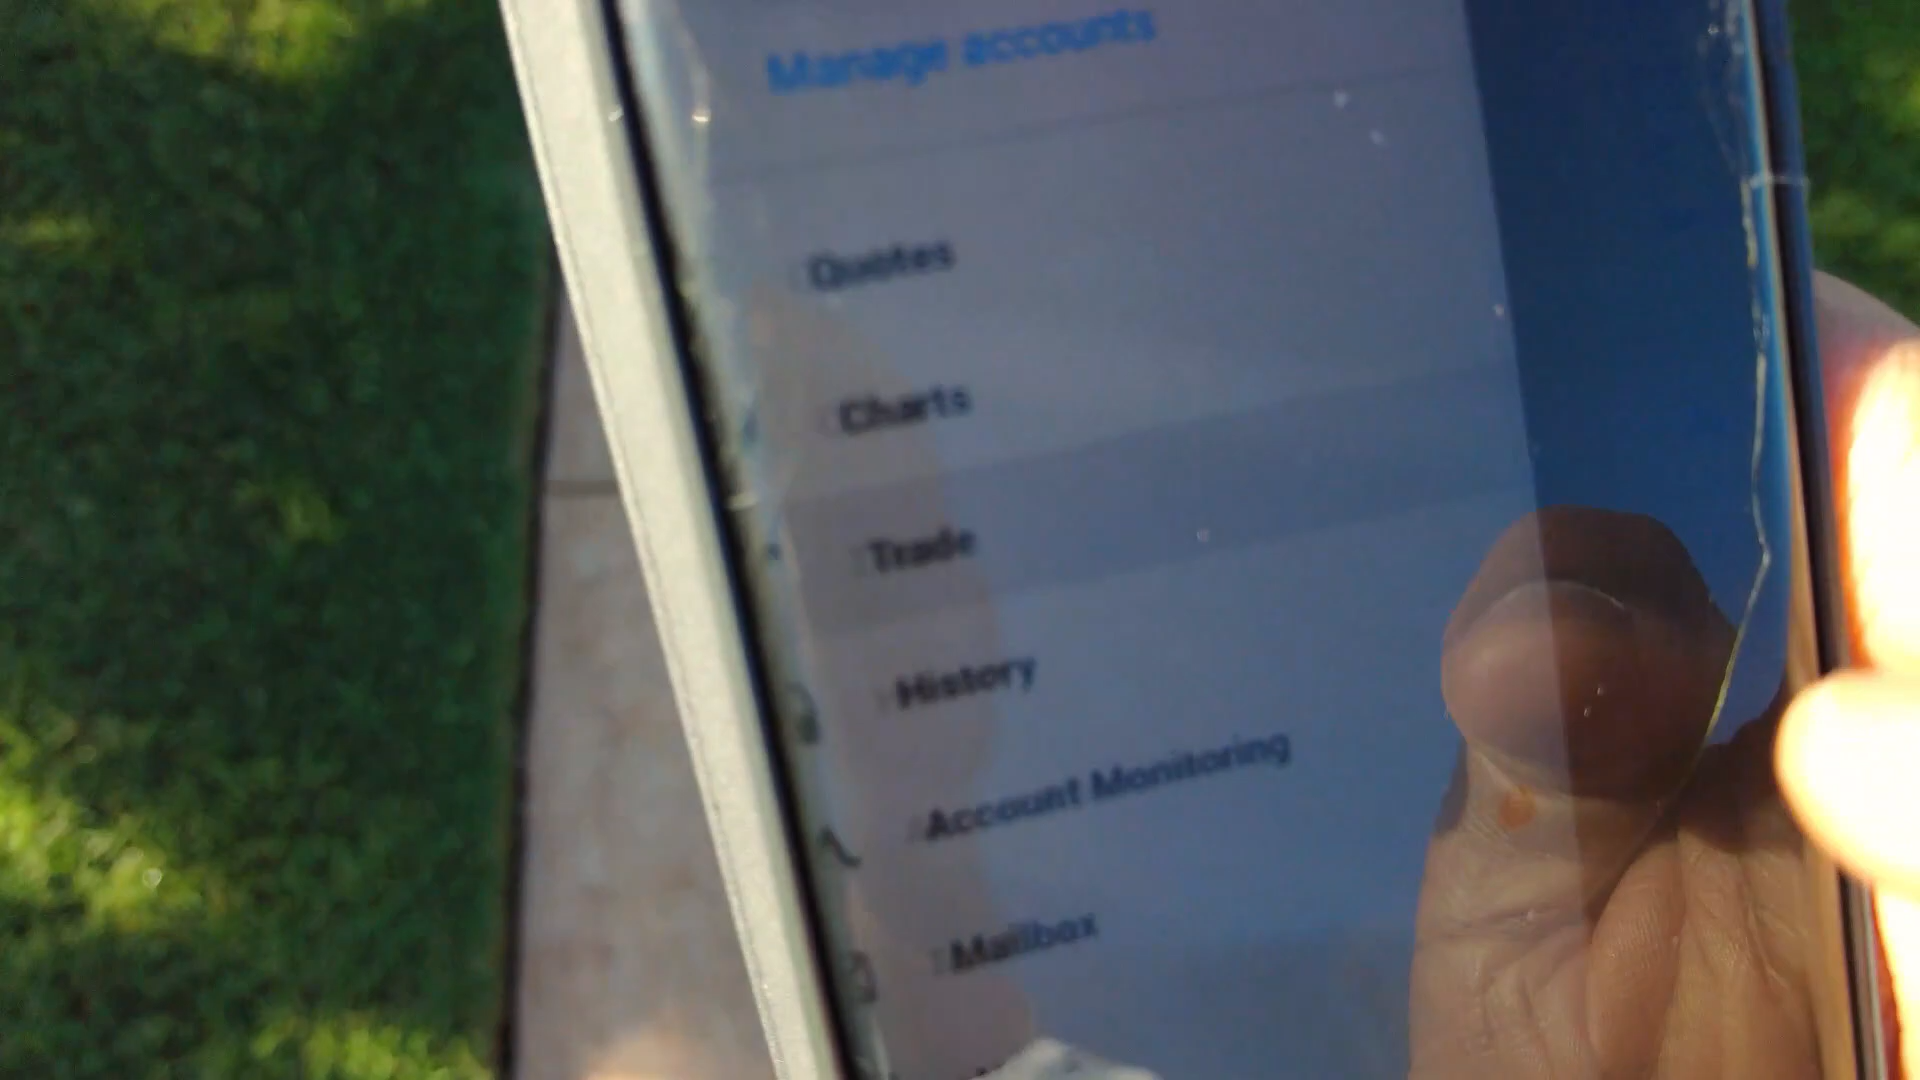 Manage accounts
Quotes
Charts
Trade
History
Account Monitoring
Mailbox